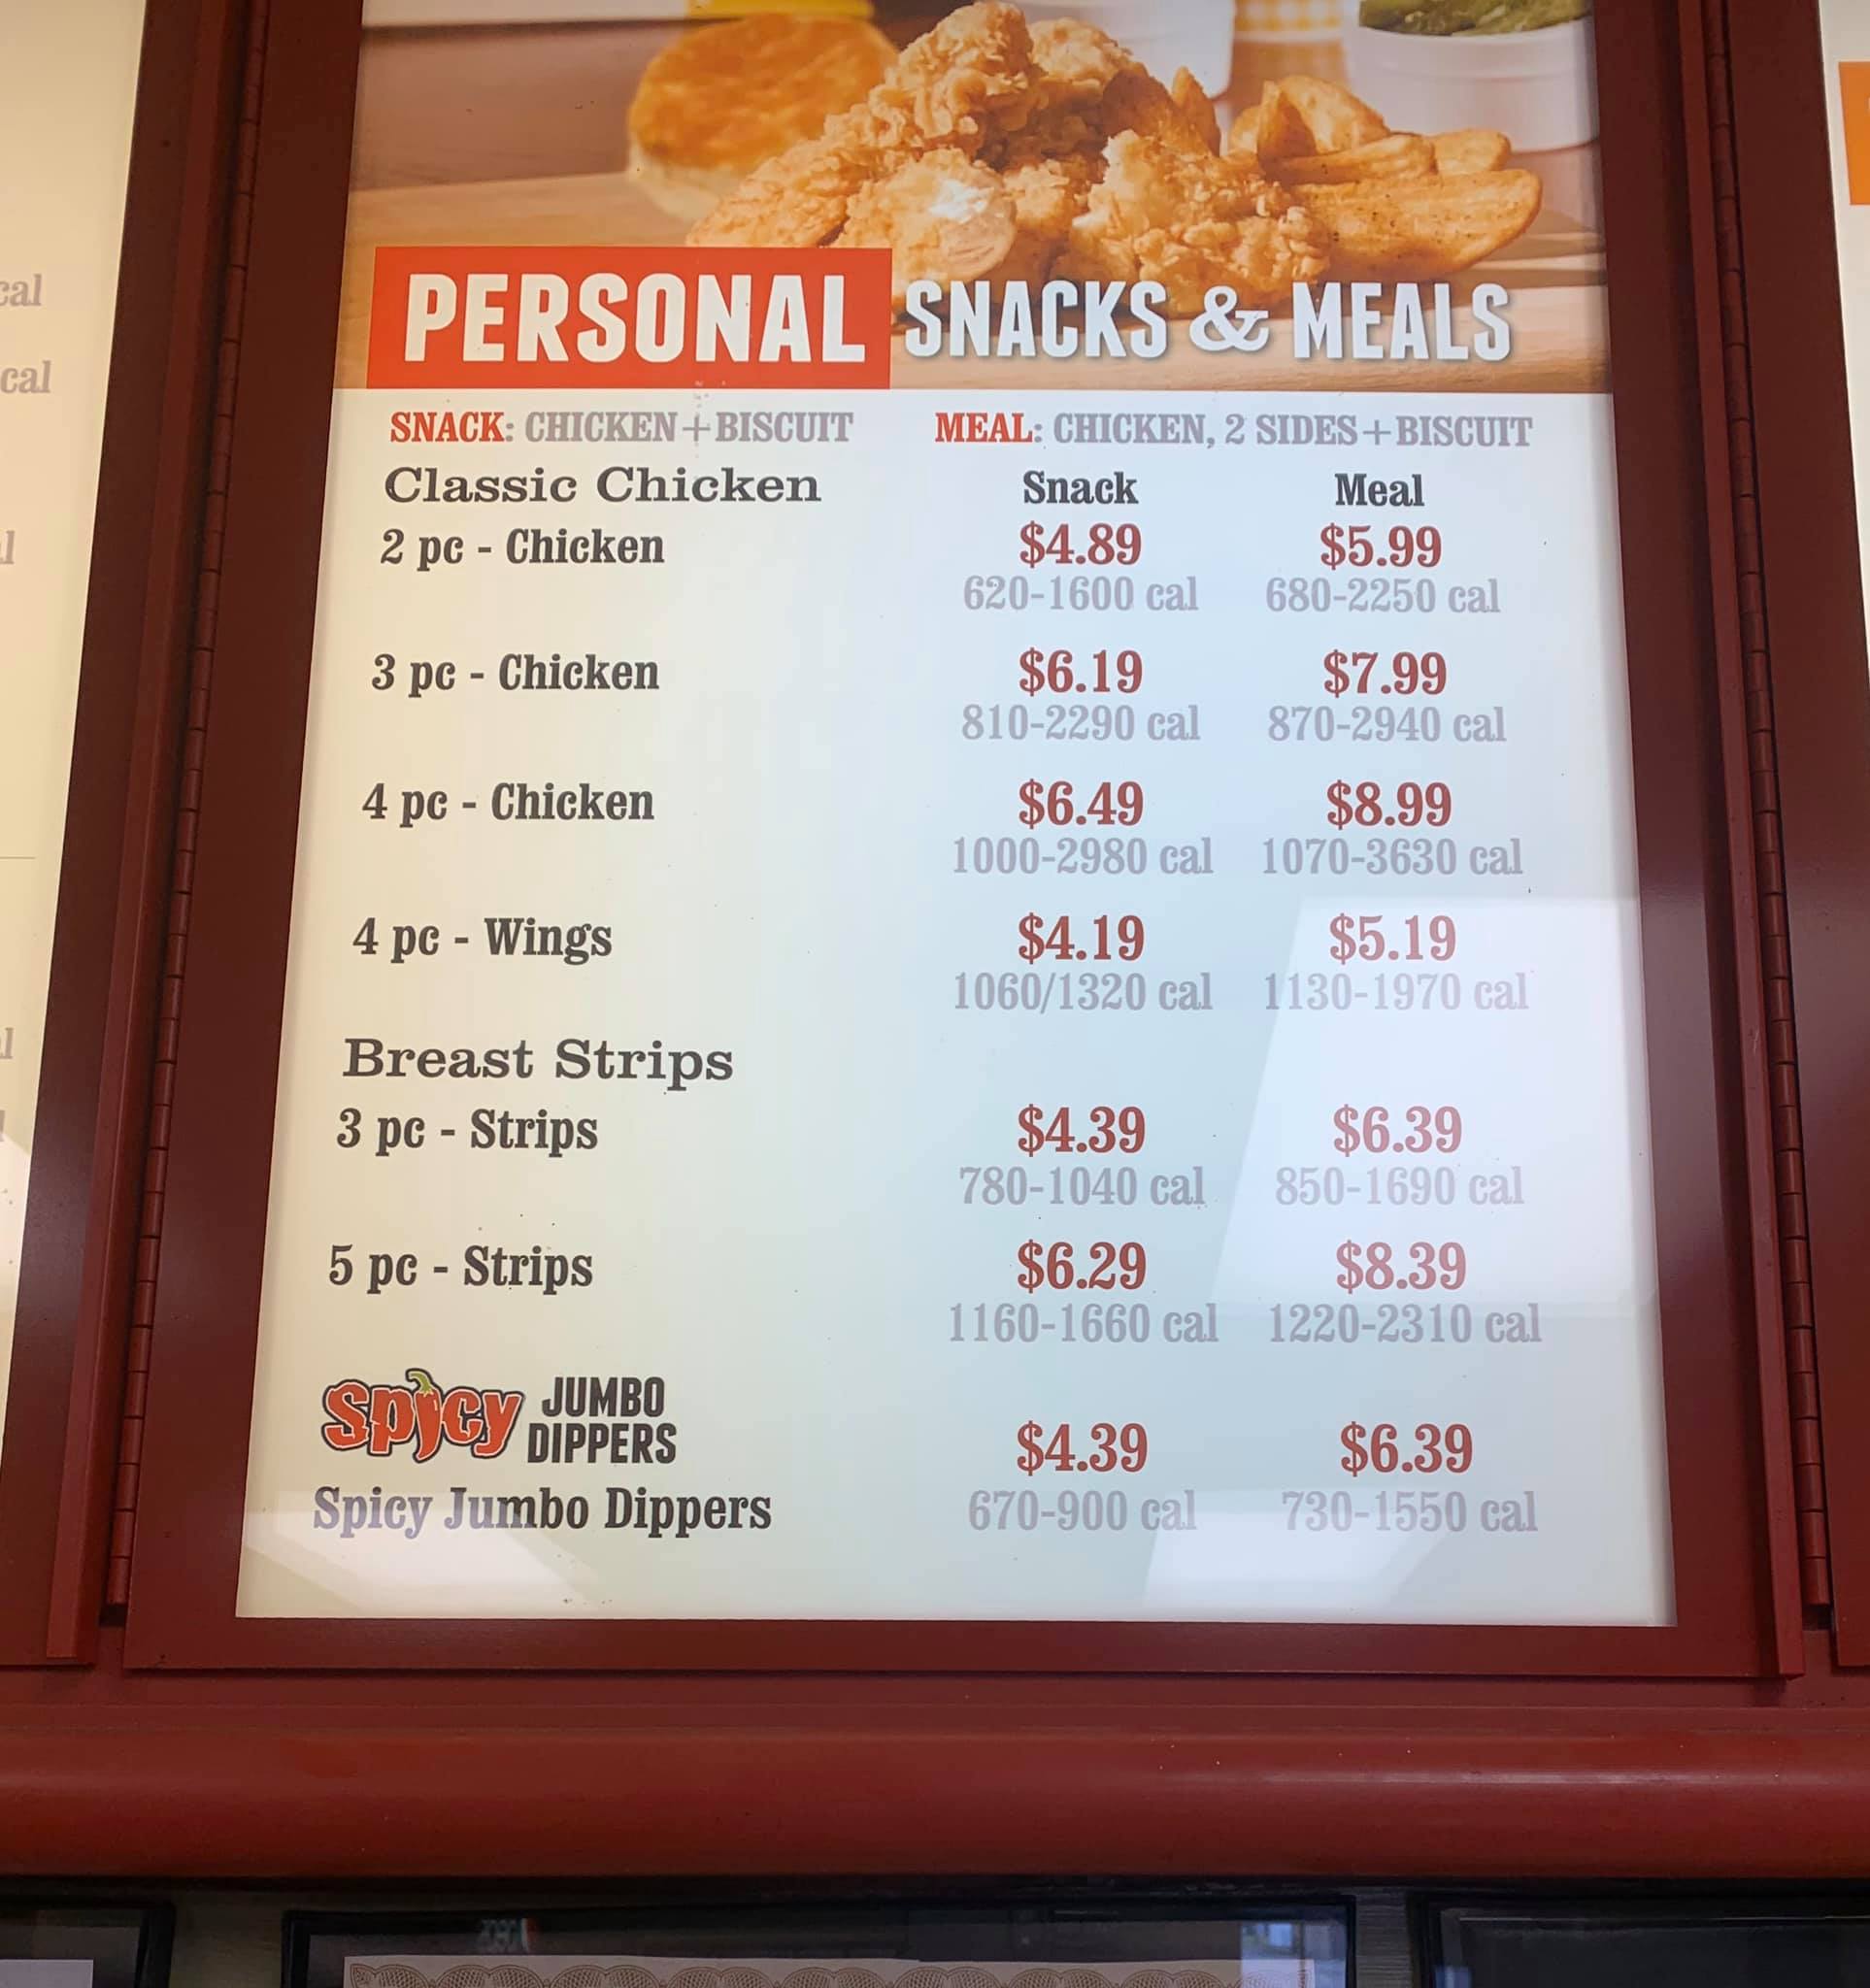 PERSONAL SNACKS & MEALS
SNACK: CHICKEN+BISCUIT MEAL: CHICKEN, 2 SIDES+BISCUIT
Classic Chicken Snack Meal
2 pc - Chicken $4.89 $5.99
620-1600 cal 680-2250 cal
3 pc - Chicken $6.19 $7.99
810-2290 cal 870-2940 cal
4 pc - Chicken $6.49 $8.99
1000-2980 cal 1070-3630 cal
4 pc - Wings $4.19 $5.19
1060/1320 cal 1130-1970 cal
Breast Strips
3 pc - Strips $4.39 $6.39
780-1040 cal 850-1690 cal
5 pc - Strips $6.29 $8.39
1160-1660 cal 1220-2310 cal
Spicy JUMBO DIPPERS $4.39 $6.39
Spicy Jumbo Dippers 670-900 cal 730-1550 cal
cal
cal